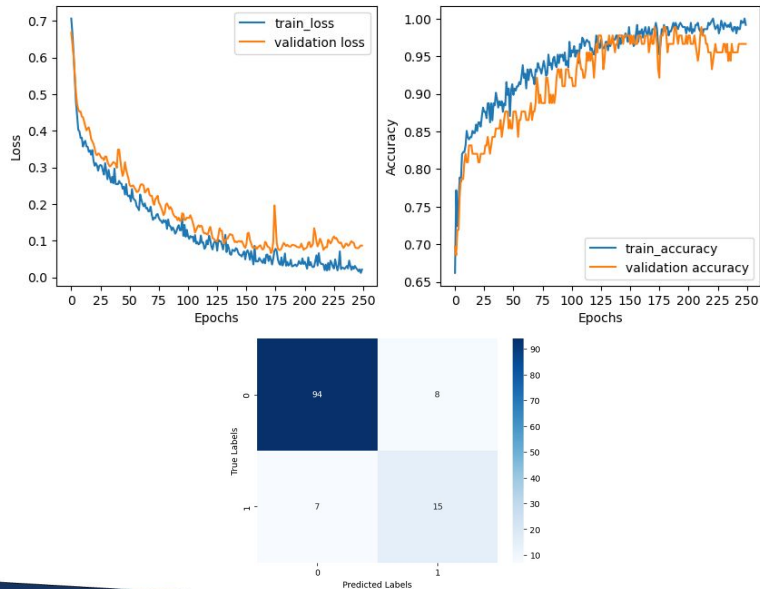 train_loss
validation loss
0.7
0.6
0.5
0.4
0.3
0.2
0.1
0.0
Loss
0 25 50 75 100 125 150 175 200 225 250
Epochs
1.00
0.95
0.90
0.85
0.80
0.75
0.70
0.65
Accuracy
train_accuracy
validation accuracy
0 25 50 75 100 125 150 175 200 225 250
Epochs
True Labels
0
94 8
1
7 15
0 1
Predicted Labels
90
80
70
60
50
40
30
20
10